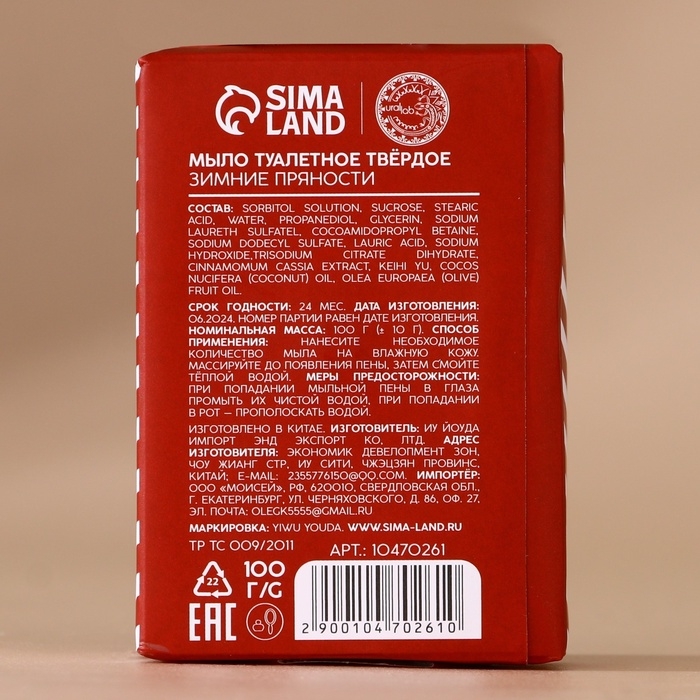 SIMA
LAND
ural lab
МЫЛО ТУАЛЕТНОЕ ТВЁРДОЕ
ЗИМНИЕ ПРЯНОСТИ
СОСТАВ: SORBITOL SOLUTION, SUCROSE, STEARIC
ACID, WATER, PROPANEDIOL, GLYCERIN, SODIUM
LAURETH SULFATEL, COCOAMIDOPROPYL BETAINE,
SODIUM DODECYL SULFATE, LAURIC ACID, SODIUM
HYDROXIDE,TRISODIUM CITRATE DIHYDRATE,
CINNAMOMUM CASSIA EXTRACT, KEIHI YU, COCOS
NUCIFERA (COCONUT) OIL, OLEA EUROPAEA (OLIVE)
FRUIT OIL.
СРОК ГОДНОСТИ: 24 МЕС. ДАТА ИЗГОТОВЛЕНИЯ:
06.2024. НОМЕР ПАРТИИ РАВЕН ДАТЕ ИЗГОТОВЛЕНИЯ.
НОМИНАЛЬНАЯ МАССА: 100 Г (± 10 Г). СПОСОБ
ПРИМЕНЕНИЯ: НАНЕСИТЕ НЕОБХОДИМОЕ
КОЛИЧЕСТВО МЫЛА НА ВЛАЖНУЮ КОЖУ.
МАССИРУЙТЕ ДО ПОЯВЛЕНИЯ ПЕНЫ, ЗАТЕМ СМОЙТЕ
ТЁПЛОЙ ВОДОЙ. МЕРЫ ПРЕДОСТОРОЖНОСТИ:
ПРИ ПОПАДАНИИ МЫЛЬНОЙ ПЕНЫ В ГЛАЗА
ПРОМЫТЬ ИХ ЧИСТОЙ ВОДОЙ, ПРИ ПОПАДАНИИ
В РОТ — ПРОПОЛОСКАТЬ ВОДОЙ.
ИЗГОТОВЛЕНО В КИТАЕ. ИЗГОТОВИТЕЛЬ: ИУ ЙОУДА
ИМПОРТ ЭНД ЭКСПОРТ КО, ЛТД. АДРЕС
ИЗГОТОВИТЕЛЯ: ЭКОНОМИК ДЕВЕЛОПМЕНТ ЗОН,
ЧОУ ЖИАНГ СТР, ИУ СИТИ, ЧЖЭЦЗЯН ПРОВИНС,
КИТАЙ; E-MAIL: 2355776150@QQ.COM. ИМПОРТЁР:
ООО «МОИСЕЙ», РФ, 620010, СВЕРДЛОВСКАЯ ОБЛ.,
Г. ЕКАТЕРИНБУРГ, УЛ. ЧЕРНЯХОВСКОГО, Д. 86, ОФ. 27,
ЭЛ. ПОЧТА: OLEGK5555@GMAIL.RU
МАРКИРОВКА: YIWU YOUDA. WWW.SIMA-LAND.RU
ТР ТС 009/2011
АРТ.: 10470261
22
100
Г/G
EAC
2 900104 702610